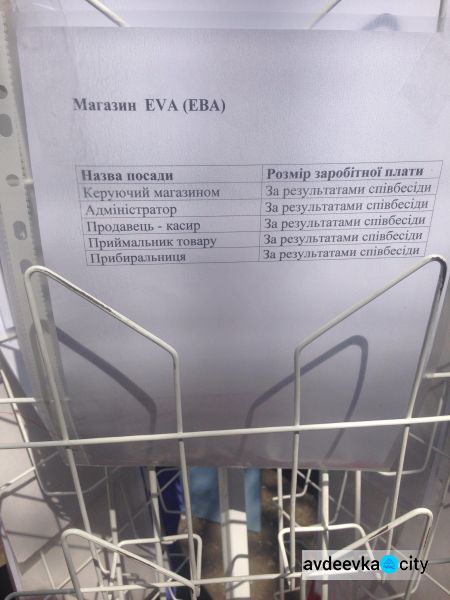 Магазин EVA (ЕВА)
Назва посади Розмір заробітної плати
Керуючий магазином За результатами співбесіди
Адміністратор За результатами співбесіди
Продавець - касир За результатами співбесіди
Приймальник товару За результатами співбесіди
Прибиральниця За результатами співбесіди
avdeevka city